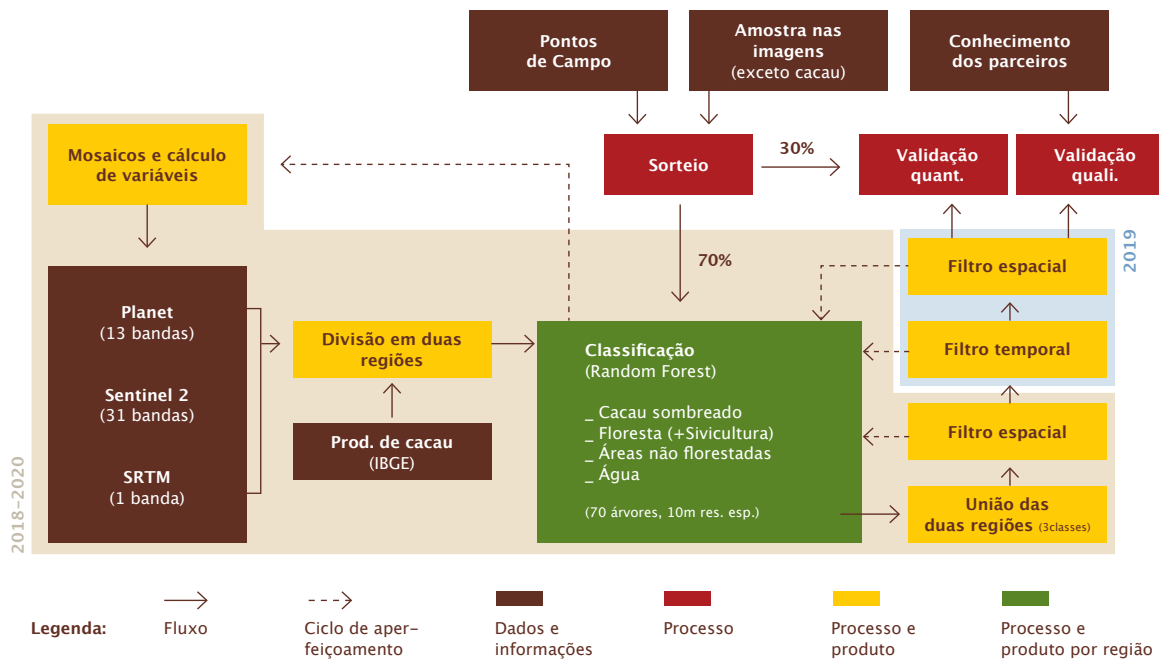 Pontos
de Campo
Amostra nas
imagens
(exceto cacau)
Conhecimento
dos parceiros
Mosaicos e cálculo
de variáveis
Sorteio
30%
Validação
quant.
Validação
quali.
70%
2019
Filtro espacial
Filtro temporal
Planet
(13 bandas)
Sentinel 2
(31 bandas)
SRTM
(1 banda)
Divisão em duas
regiões
Prod. de cacau
(IBGE)
Classificação
(Random Forest)
_ Cacau sombreado
_ Floresta (+Sivicultura)
_ Áreas não florestadas
_ Água
(70 árvores, 10m res. esp.)
Filtro espacial
União das
duas regiões (3classes)
2018-2020
Legenda:
Fluxo
Ciclo de aper-
feiçoamento
Dados e
informações
Processo
Processo e
produto
Processo e
produto por região